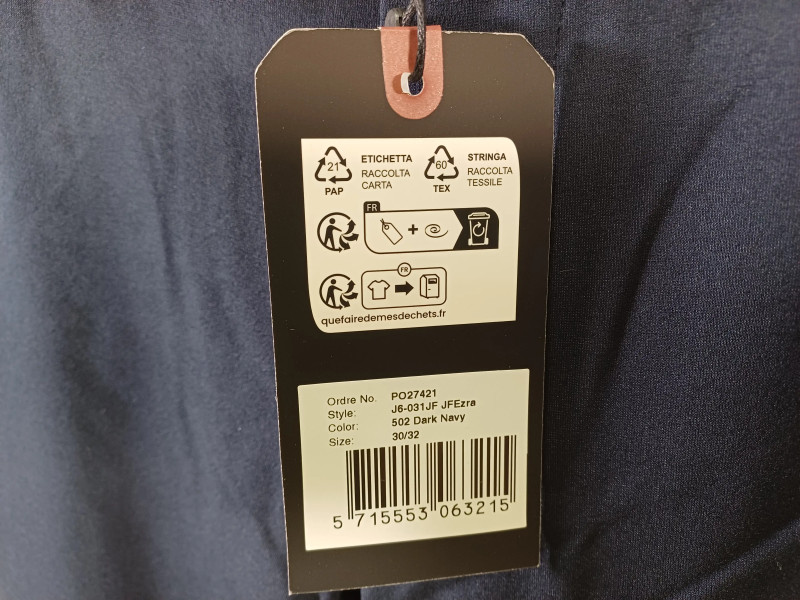 21 ETICHETTA 60 STRINGA
PAP RACCOLTA CARTA TEX RACCOLTA TESSILE
FR
+
FR
quefairedemesdechets.fr
Ordre No. PO27421
Style: J6-031JF JFEzra
Color: 502 Dark Navy
Size: 30/32
5 715553 063215